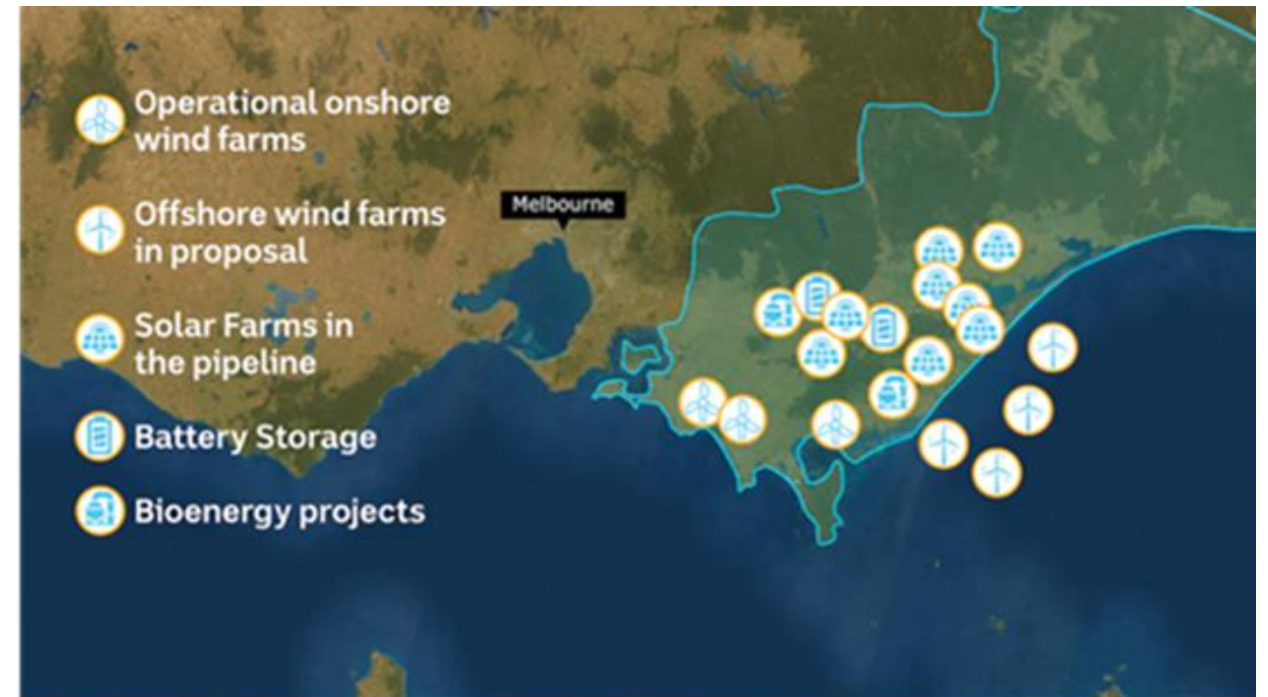 Operational onshore
wind farms
Offshore wind farms
in proposal
Solar Farms in
the pipeline
Battery Storage
Bioenergy projects
Melbourne